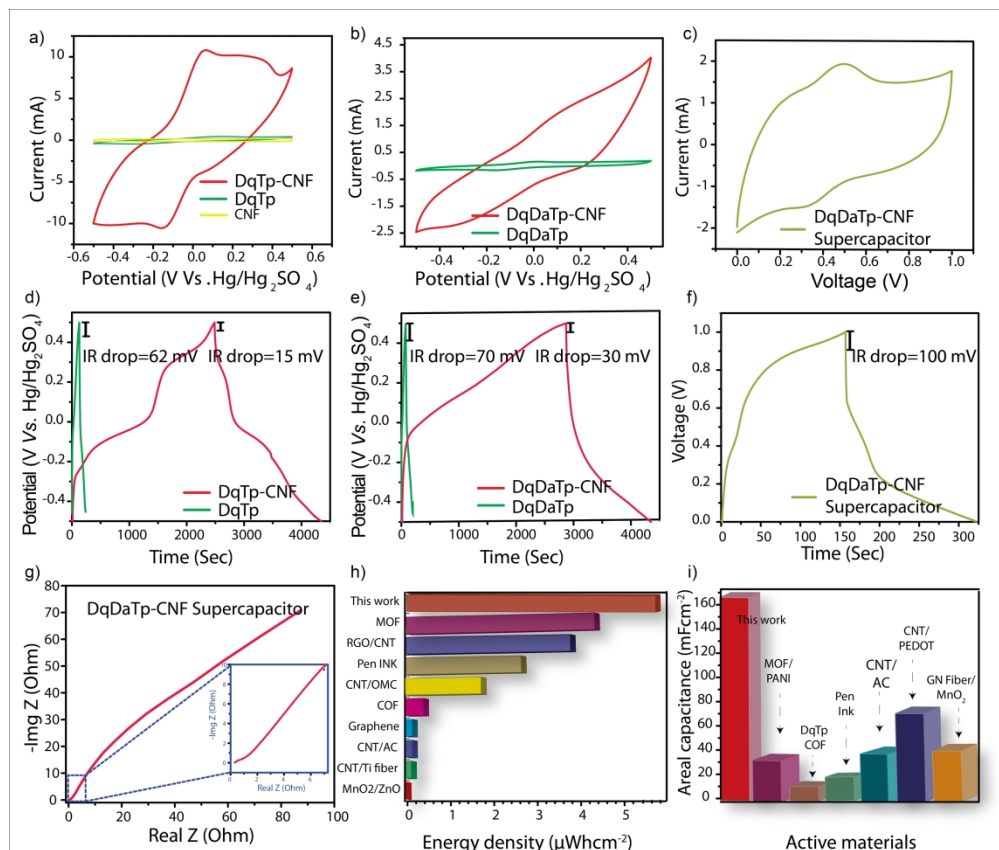 a)
Current (mA)
10
5
0
-5
-10
DqTp-CNF
DqTp
CNF
-0.6 -0.4 -0.2 0.0 0.2 0.4 0.6
Potential (V Vs .Hg/Hg2SO4)
b)
Current (mA)
4.5
3.5
1.5
-0.5
-1.5
-2.5
DqDaTp-CNF
DqDaTp
-0.4 -0.2 0.0 0.2 0.4
Potential (V Vs .Hg/Hg2SO4)
c)
Current (mA)
2
1
0
-1
-2
DqDaTp-CNF
Supercapacitor
0.0 0.2 0.4 0.6 0.8 1.0
Voltage (V)
d)
Potential (V Vs. Hg/Hg2SO4)
0.4
0.2
0.0
-0.2
-0.4
IR drop=62 mV IR drop=15 mV
DqTp-CNF
DqTp
0 1000 2000 3000 4000
Time (Sec)
e)
Potential (V Vs. Hg/Hg2SO4)
0.4
0.2
0.0
-0.2
-0.4
IR drop=70 mV IR drop=30 mV
DqDaTp-CNF
DqDaTp
0 1000 2000 3000 4000
Time (Sec)
f)
Voltage (V)
1.0
0.8
0.6
0.4
0.2
0.0
IR drop=100 mV
DqDaTp-CNF
Supercapacitor
0 50 100 150 200 250 300
Time (Sec)
g)
-Img Z (Ohm)
80
70
60
50
40
30
20
10
0
DqDaTp-CNF Supercapacitor
-Img Z (Ohm)
10
8
6
4
2
0
2 4 6
Real Z (Ohm)
0 20 40 60 80 100
Real Z (Ohm)
h)
This work
MOF
RGO/CNT
Pen INK
CNT/OMC
COF
Graphene
CNT/AC
CNT/Ti fiber
MnO2/ZnO
0 1 2 3 4 5
Energy density (μWhcm-2)
i)
Areal capacitance (mFcm-2)
160
140
120
100
80
60
40
20
0
This work
MOF/
PANI
DqTp
COF
Pen
Ink
CNT/
AC
CNT/
PEDOT
GN Fiber/
MnO2
Active materials